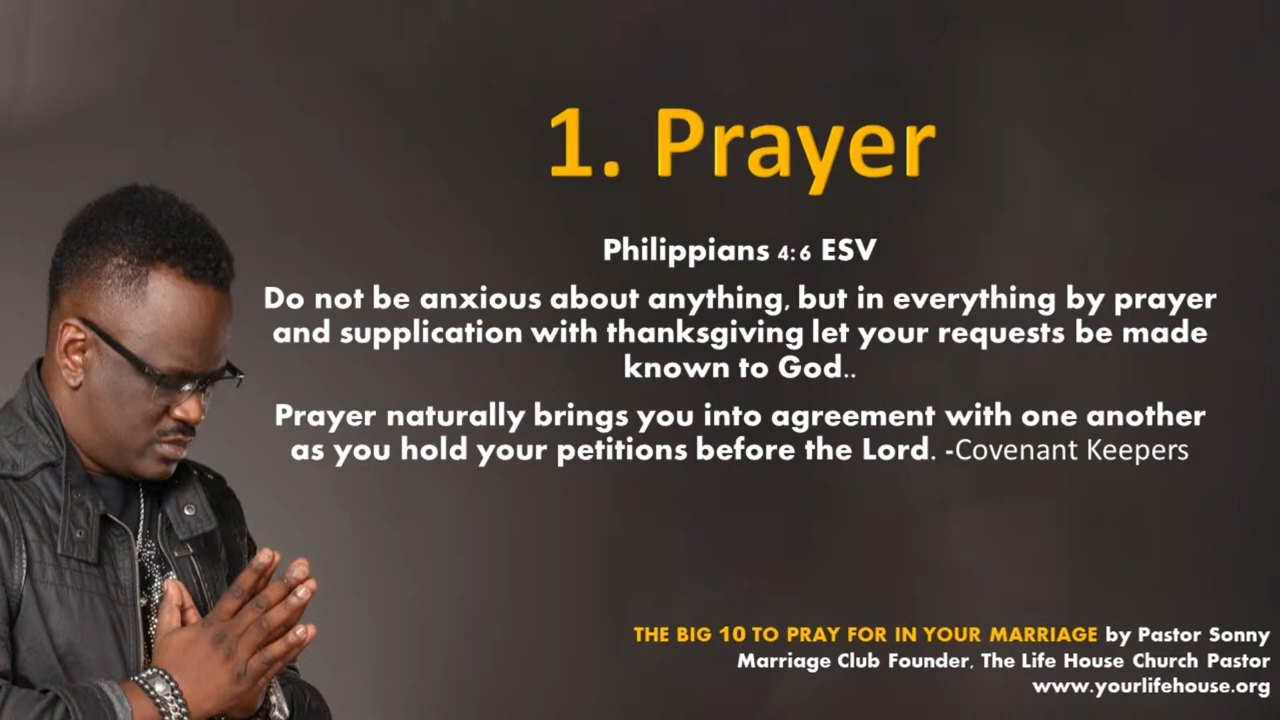 1. Prayer
Philippians 4:6 ESV
Do not be anxious about anything, but in everything by prayer
and supplication with thanksgiving let your requests be made
known to God..
Prayer naturally brings you into agreement with one another
as you hold your petitions before the Lord. -Covenant Keepers
THE BIG 10 TO PRAY FOR IN YOUR MARRIAGE by Pastor Sonny
Marriage Club Founder, The Life House Church Pastor
www.yourlifehouse.org